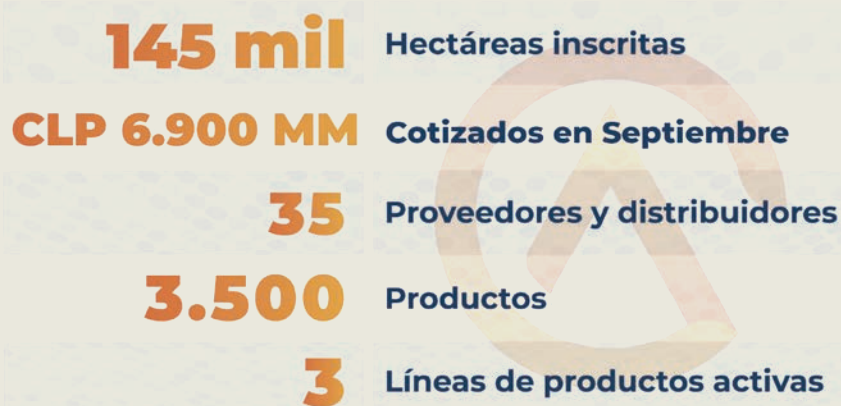 145 mil Hectáreas inscritas
CLP 6.900 MM Cotizados en Septiembre
35 Proveedores y distribuidores
3.500 Productos
3 Líneas de productos activas